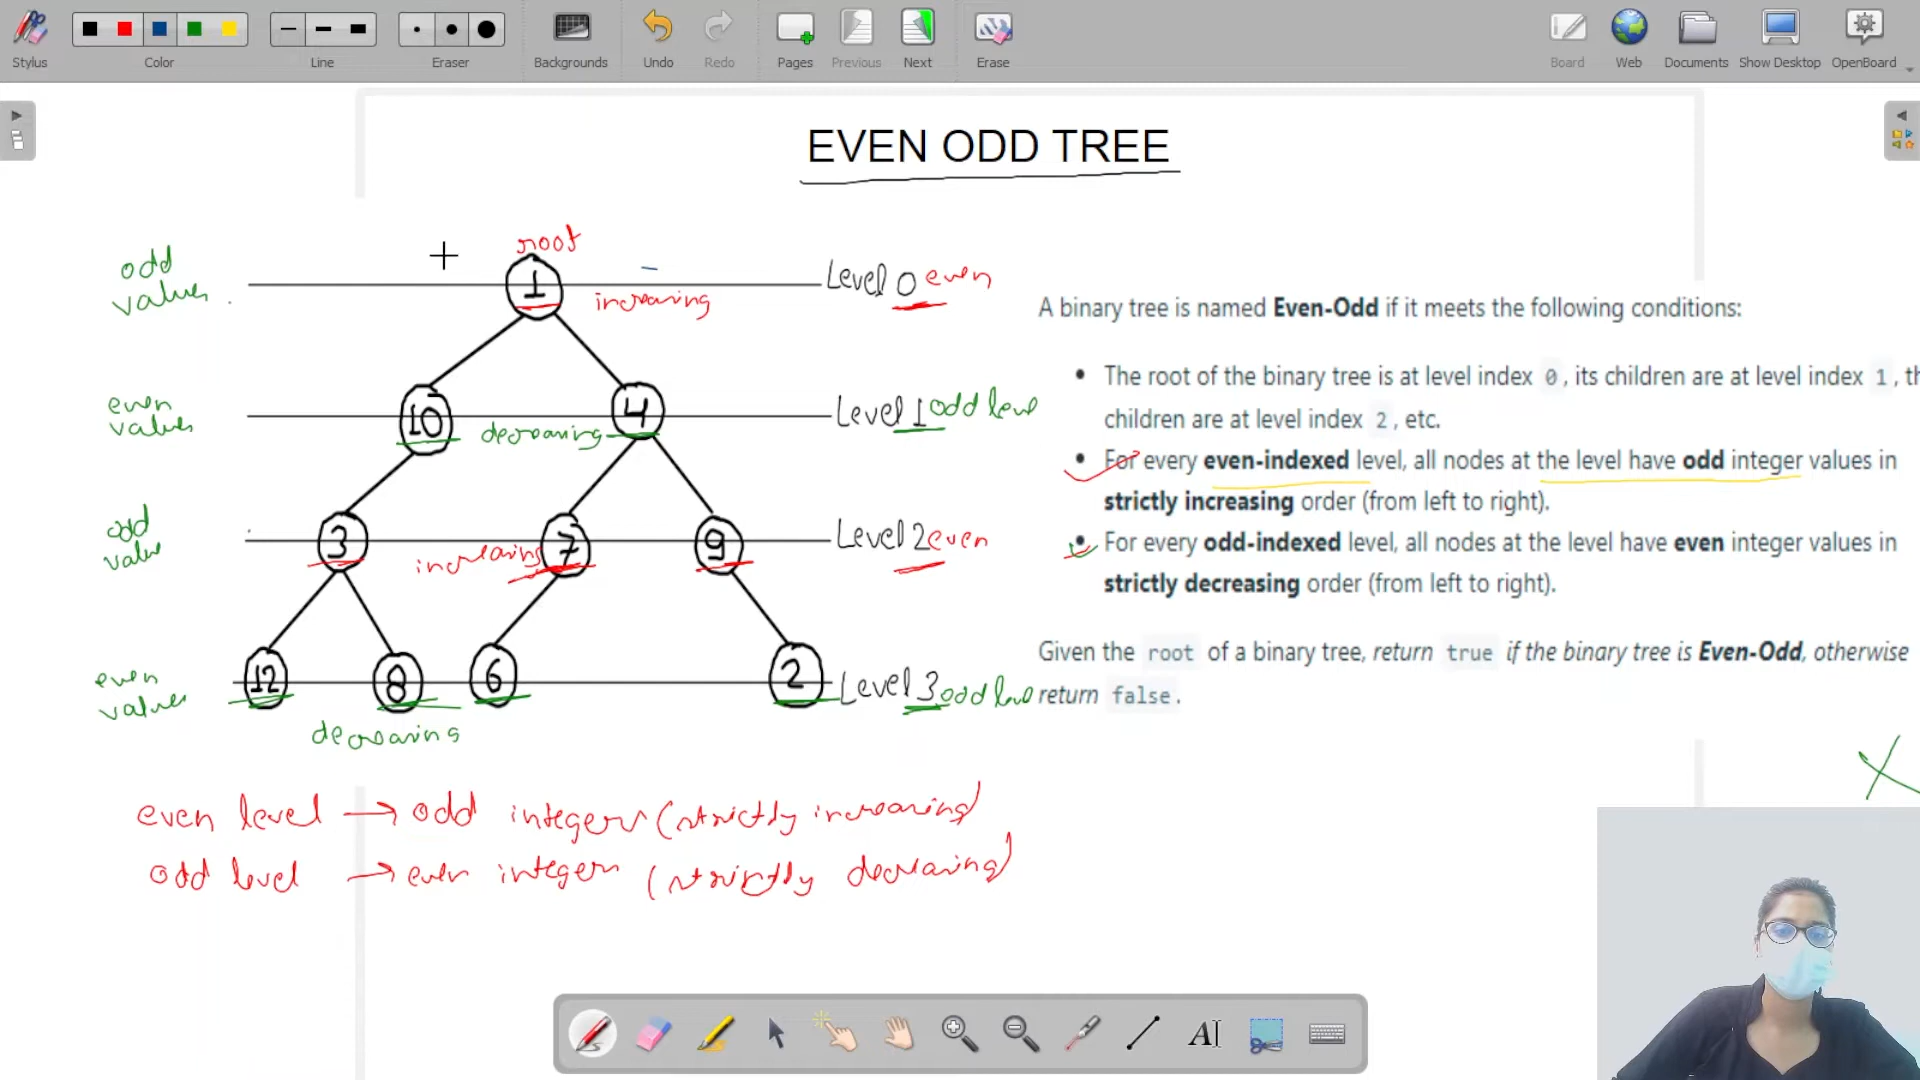 Stylus Color Line Eraser Backgrounds Undo Redo Pages Previous Next Erase Board Web Documents Show Desktop OpenBoard
EVEN ODD TREE
root
odd
values
1
increasing
Level 0 even
even
values
10
decreasing
4
Level 1 odd level
odd
value
3
increasing
7
9
Level 2 even
even
values
12
8
6
2
Level 3 odd level
decreasing
even level → odd integers (strictly increasing)
odd level → even integers (strictly decreasing)
A binary tree is named Even-Odd if it meets the following conditions:
• The root of the binary tree is at level index 0, its children are at level index 1, th
children are at level index 2, etc.
• For every even-indexed level, all nodes at the level have odd integer values in
strictly increasing order (from left to right).
• For every odd-indexed level, all nodes at the level have even integer values in
strictly decreasing order (from left to right).
Given the root of a binary tree, return true if the binary tree is Even-Odd, otherwise
return false.